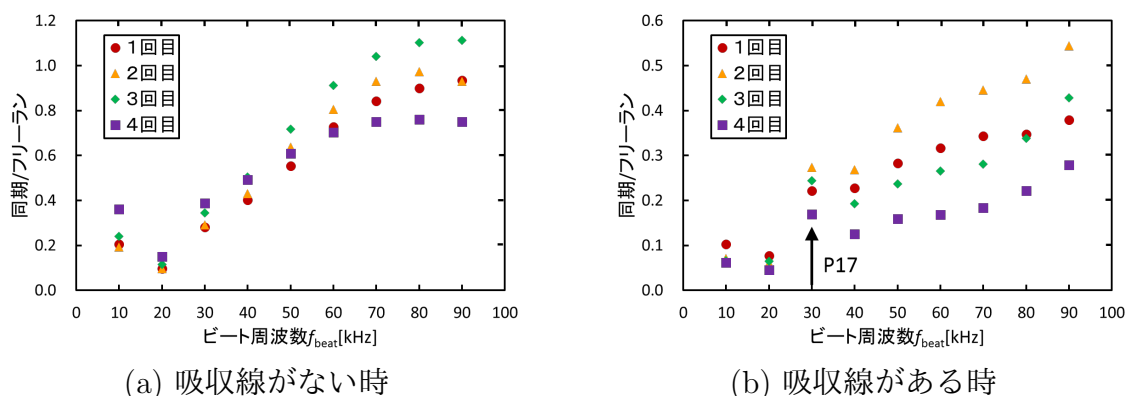 1.2
1.0
0.8
0.6
0.4
0.2
0.0
同期/フリーラン
1回目
2回目
3回目
4回目
0 10 20 30 40 50 60 70 80 90 100
ビート周波数fbeat[kHz]
(a) 吸収線がない時
0.6
0.5
0.4
0.3
0.2
0.1
0.0
同期/フリーラン
1回目
2回目
3回目
4回目
P17
0 10 20 30 40 50 60 70 80 90 100
ビート周波数fbeat[kHz]
(b) 吸収線がある時